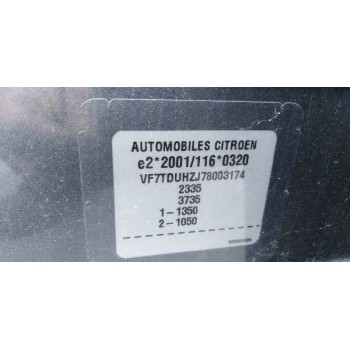 AUTOMOBILES CITROEN
e2*2001/116*0320
VF7TDUHZJ78003174
2335
3735
1-1350
2-1050